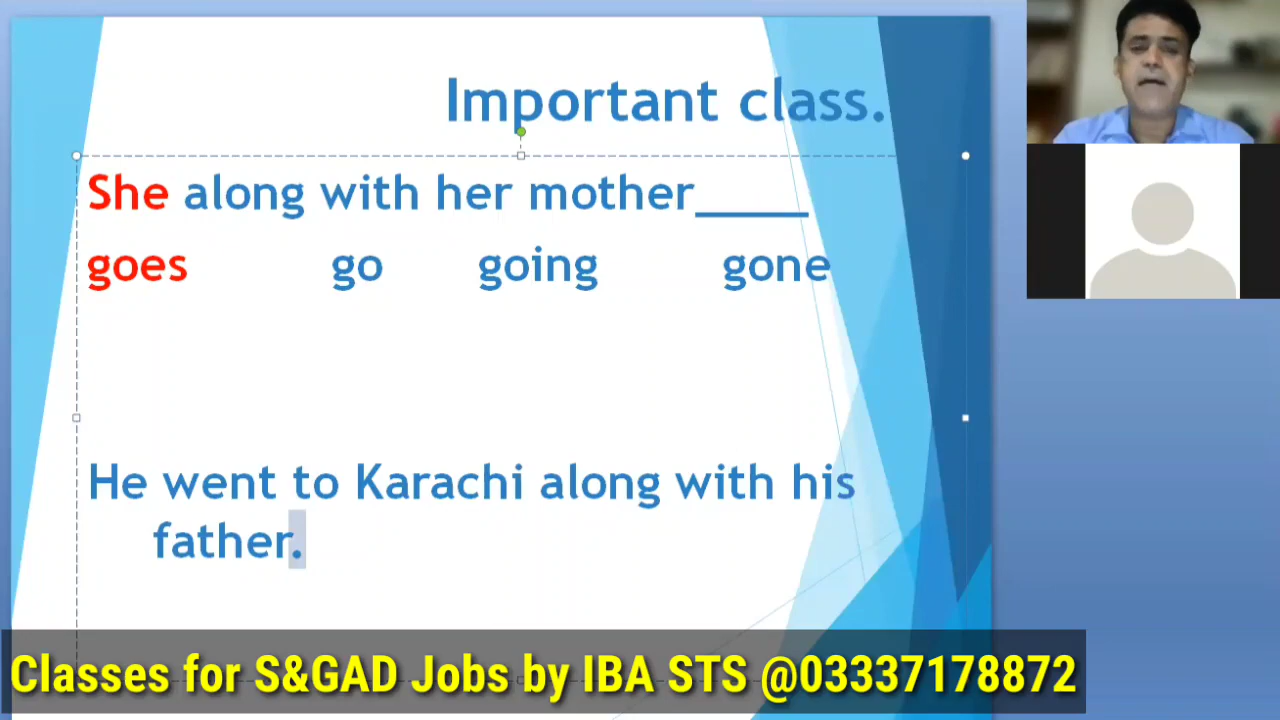 Important class.
She along with her mother_____
goes go going gone
He went to Karachi along with his
father.
Classes for S&GAD Jobs by IBA STS @03337178872